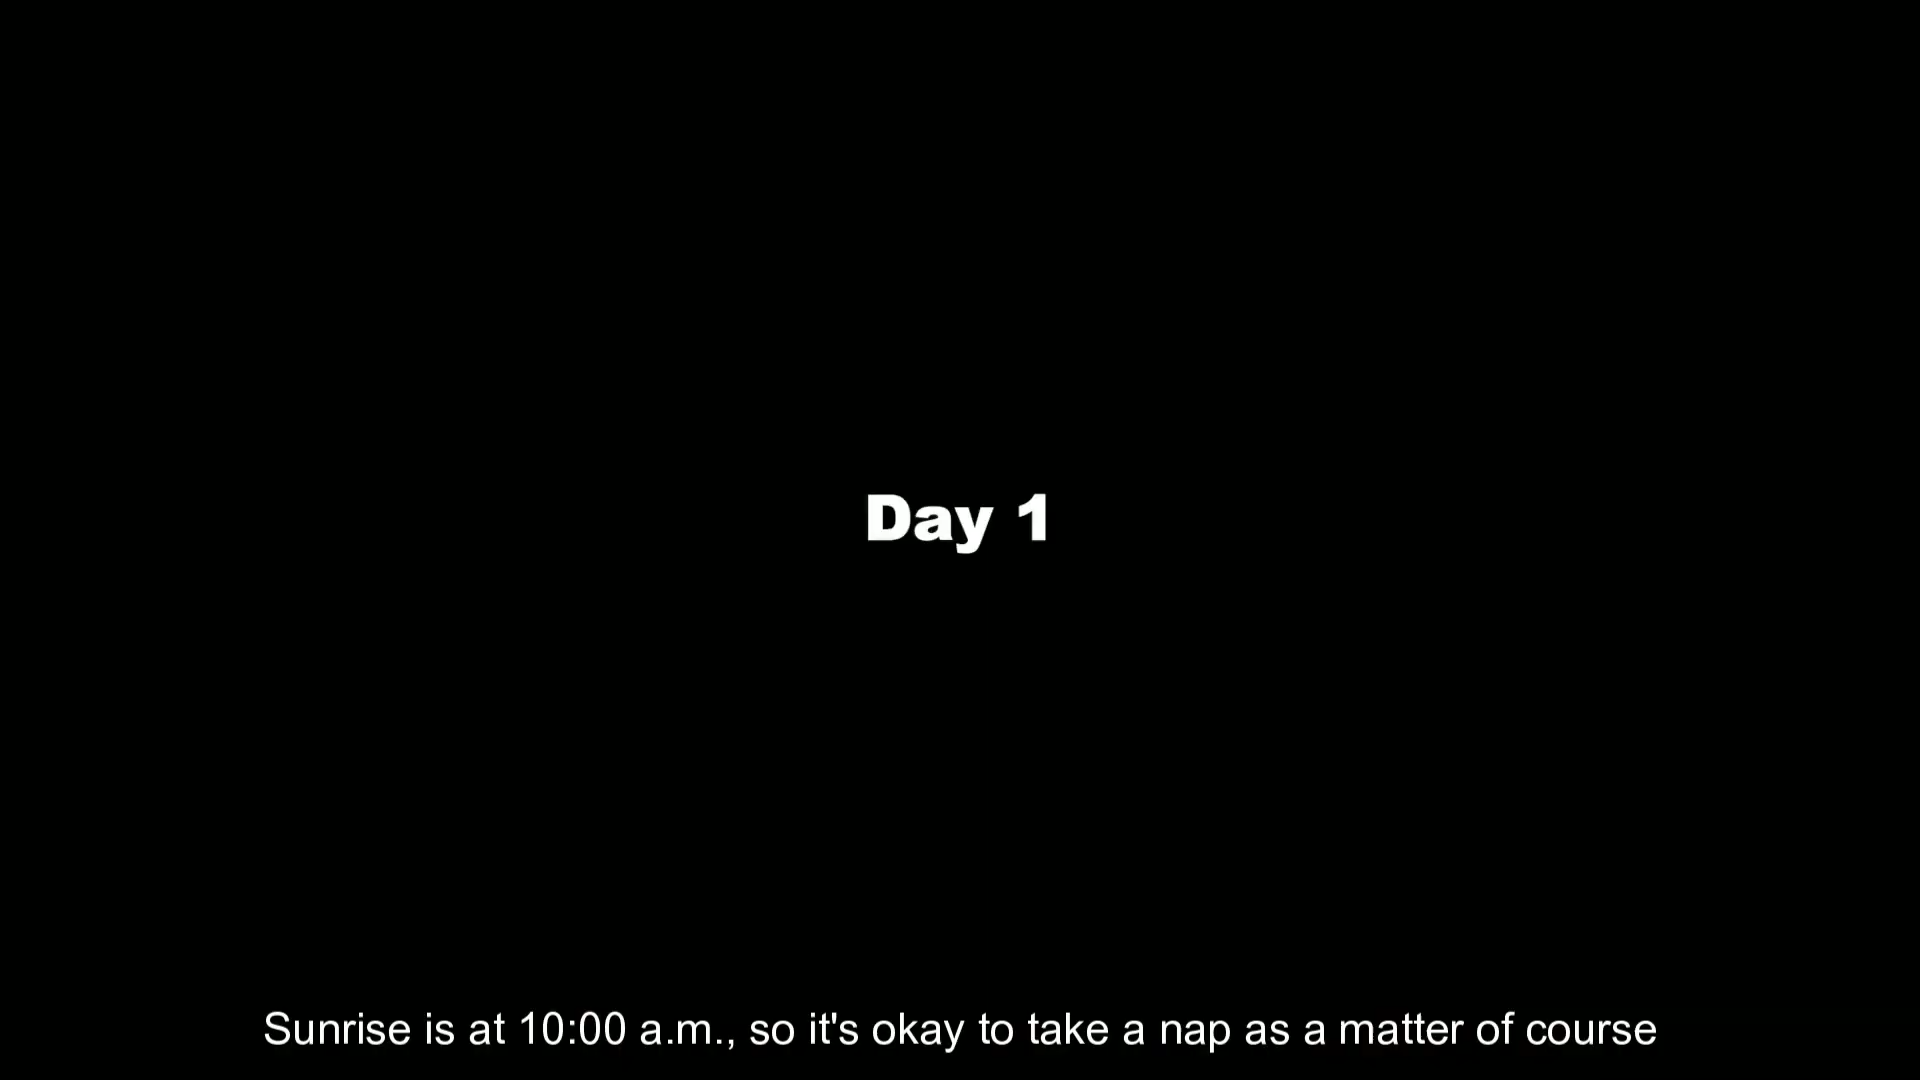 Day 1
Sunrise is at 10:00 a.m., so it's okay to take a nap as a matter of course